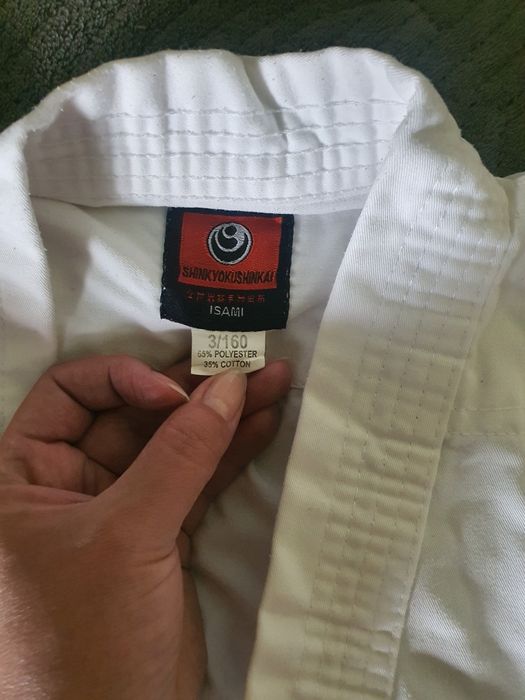 SHINKYOKUSHINKAI
ISAMI
3/160
65% POLYESTER
35% COTTON